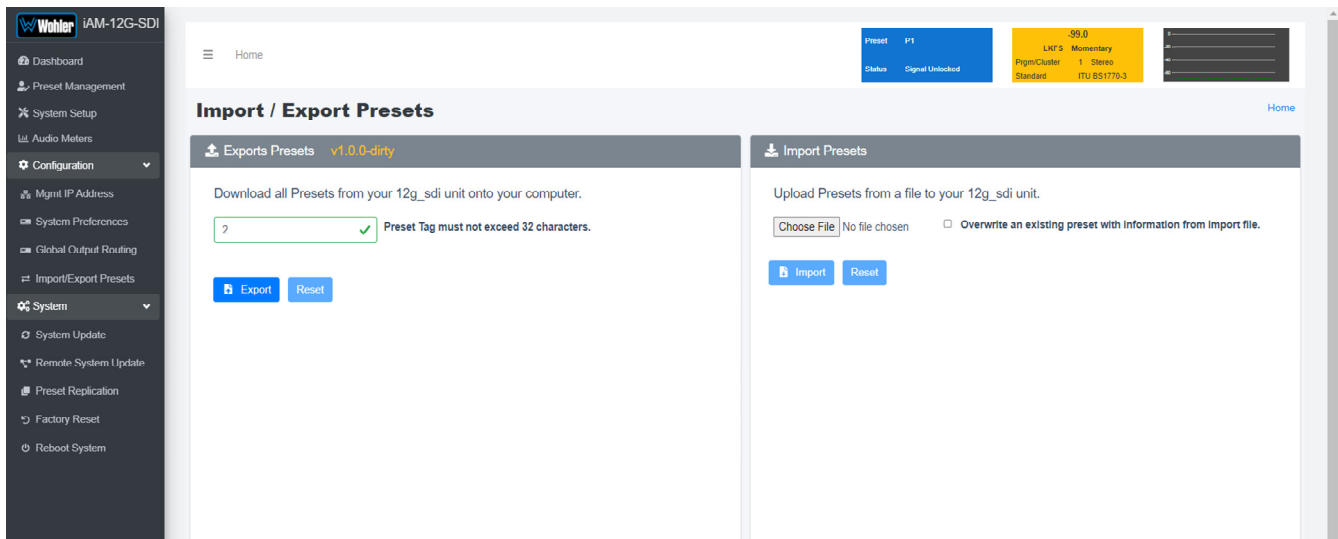 Wohler iAM-12G-SDI
Dashboard
Preset Management
System Setup
Audio Meters
Configuration
Mgmt IP Address
System Preferences
Global Output Routing
Import/Export Presets
System
System Update
Remote System Update
Preset Replication
Factory Reset
Reboot System
Home
Preset P1
Status Signal Unlocked
-99.0
LKFS Momentary
Prgm/Cluster 1 Stereo
Standard ITU BS1770-3
Import / Export Presets
Home
Exports Presets v1.0.0-dirty
Download all Presets from your 12g_sdi unit onto your computer.
2 Preset Tag must not exceed 32 characters.
Export Reset
Import Presets
Upload Presets from a file to your 12g_sdi unit.
Choose File No file chosen Overwrite an existing preset with information from import file.
Import Reset